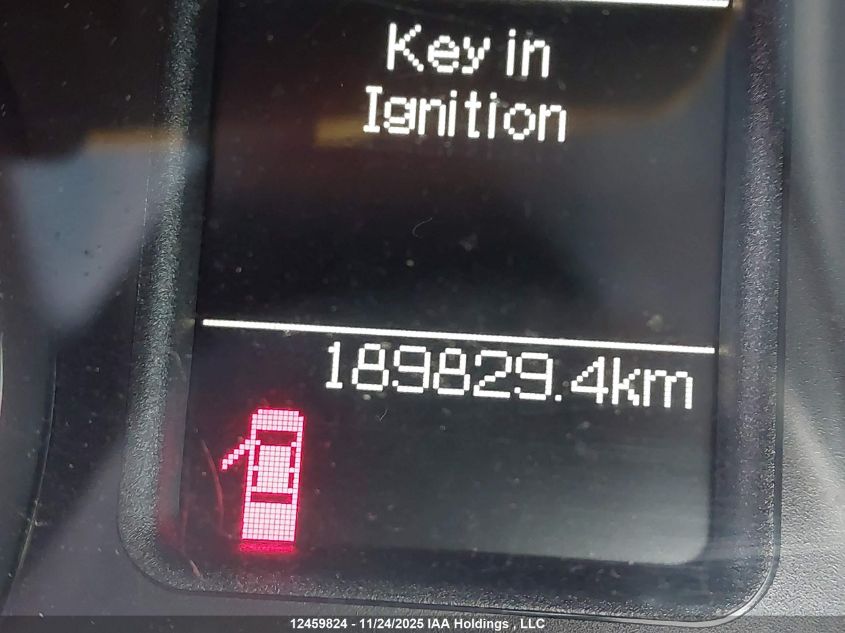 Key in
Ignition
189829.4km
12459824 - 11/24/2025 IAA Holdings , LLC